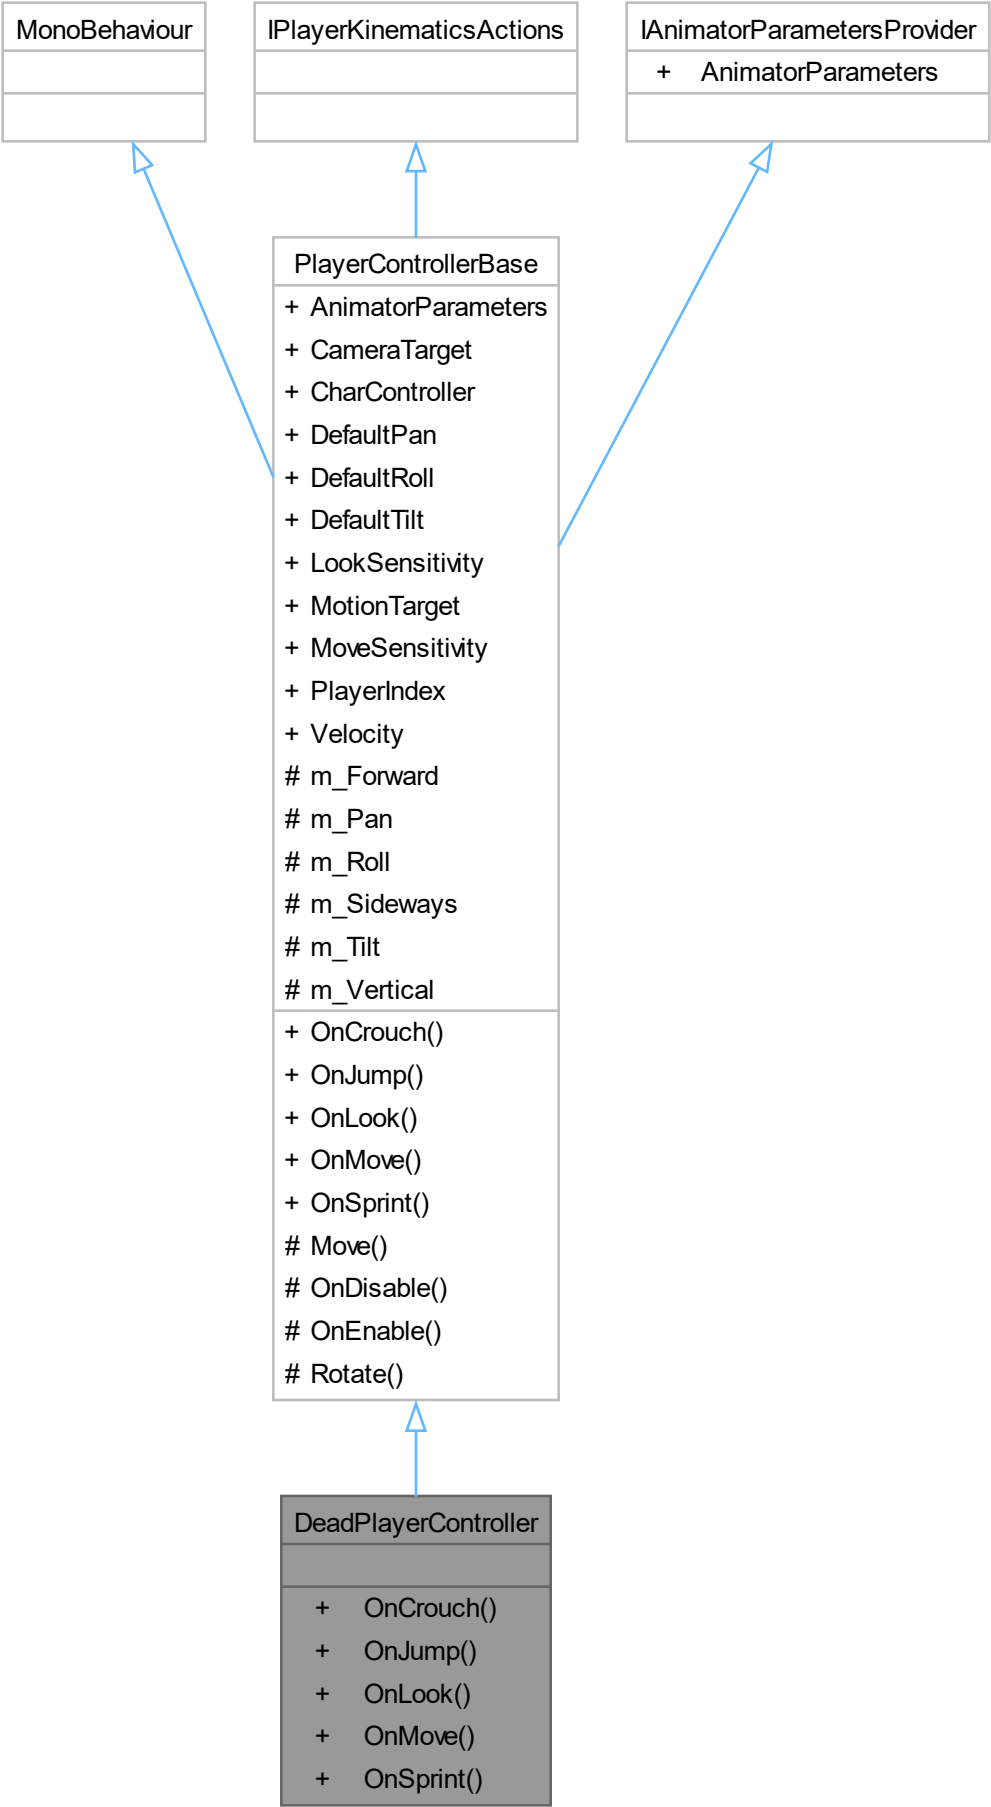 MonoBehaviour
IPlayerKinematicsActions
IAnimatorParametersProvider
+ AnimatorParameters
PlayerControllerBase
+ AnimatorParameters
+ CameraTarget
+ CharController
+ DefaultPan
+ DefaultRoll
+ DefaultTilt
+ LookSensitivity
+ MotionTarget
+ MoveSensitivity
+ PlayerIndex
+ Velocity
# m_Forward
# m_Pan
# m_Roll
# m_Sideways
# m_Tilt
# m_Vertical
+ OnCrouch()
+ OnJump()
+ OnLook()
+ OnMove()
+ OnSprint()
# Move()
# OnDisable()
# OnEnable()
# Rotate()
DeadPlayerController
+ OnCrouch()
+ OnJump()
+ OnLook()
+ OnMove()
+ OnSprint()